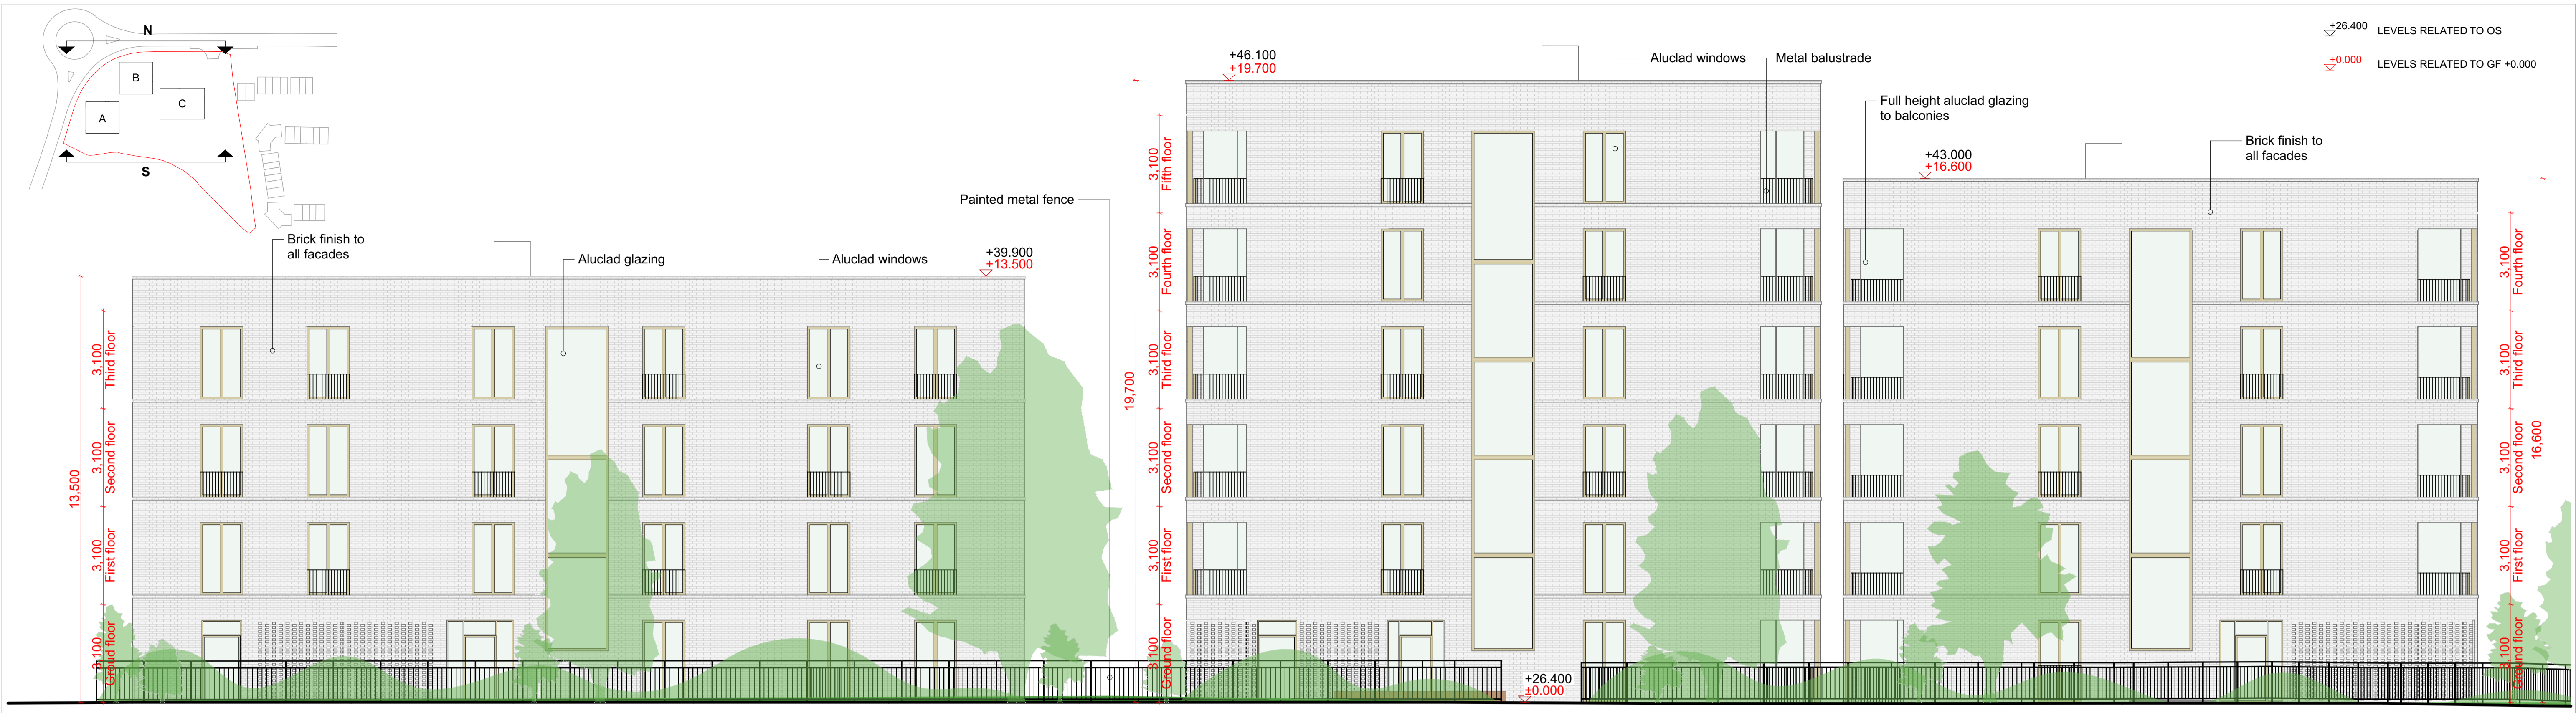 N
B
C
A
S
+26.400 LEVELS RELATED TO OS
+0.000 LEVELS RELATED TO GF +0.000
Brick finish to
all facades
Aluclad glazing
Aluclad windows
+39.900
+13.500
Painted metal fence
13,500
3,100
Third floor
3,100
Second floor
3,100
First floor
3,100
Groud floor
+46.100
+19.700
Aluclad windows
Metal balustrade
19,700
3,100
Fifth floor
3,100
Fourth floor
3,100
Third floor
3,100
Second floor
3,100
First floor
3,100
Ground floor
+26.400
±0.000
Full height aluclad glazing
to balconies
+43.000
+16.600
Brick finish to
all facades
3,100
Fourth floor
3,100
Third floor
3,100
Second floor
3,100
First floor
3,100
Ground floor
16,600